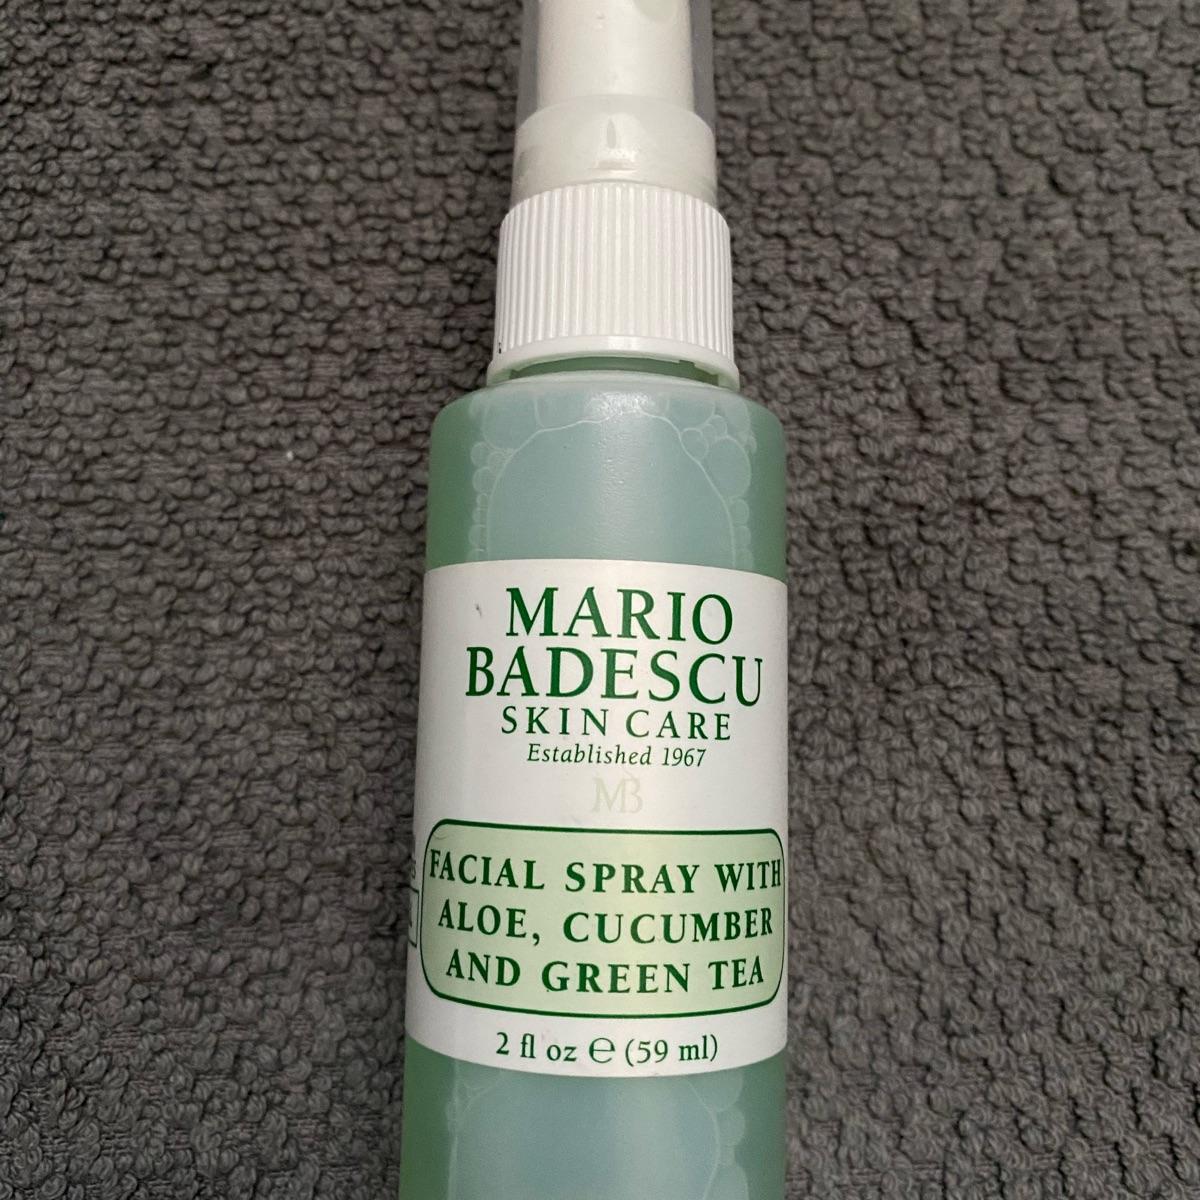 MARIO
BADESCU
SKIN CARE
Established 1967
MB
FACIAL SPRAY WITH
ALOE, CUCUMBER
AND GREEN TEA
2 fl oz ℮ (59 ml)